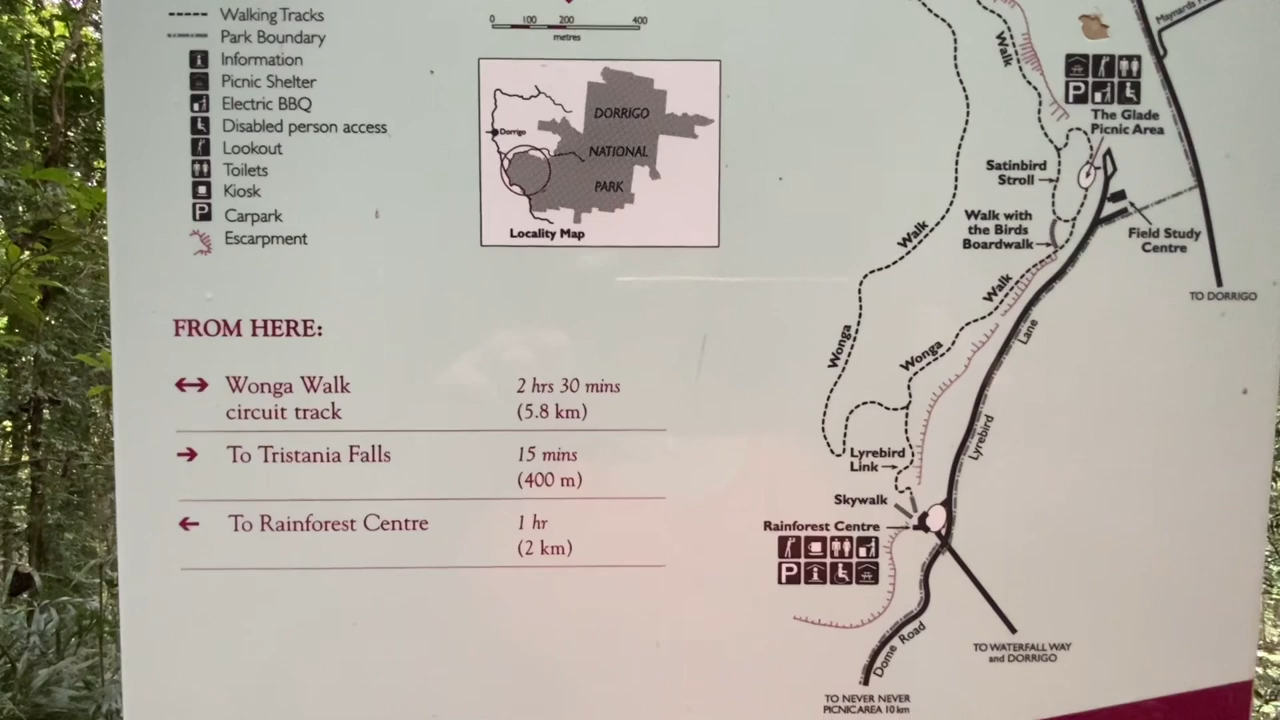 Walking Tracks
Park Boundary
Information
Picnic Shelter
Electric BBQ
Disabled person access
Lookout
Toilets
Kiosk
P Carpark
Escarpment
0 100 200 400
metres
DORRIGO
Dorrigo
NATIONAL
PARK
Locality Map
FROM HERE:
Wonga Walk 2 hrs 30 mins
circuit track (5.8 km)
To Tristania Falls 15 mins
(400 m)
To Rainforest Centre 1 hr
(2 km)
Walk
Maynards
P
The Glade
Picnic Area
Satinbird
Stroll
Walk with
the Birds
Boardwalk
Field Study
Centre
TO DORRIGO
Walk
Walk
Wonga
Wonga
Lane
Lyrebird
Lyrebird
Link
Skywalk
Rainforest Centre
P
Dome Road
TO WATERFALL WAY
and DORRIGO
TO NEVER NEVER
PICNIC AREA 10 km